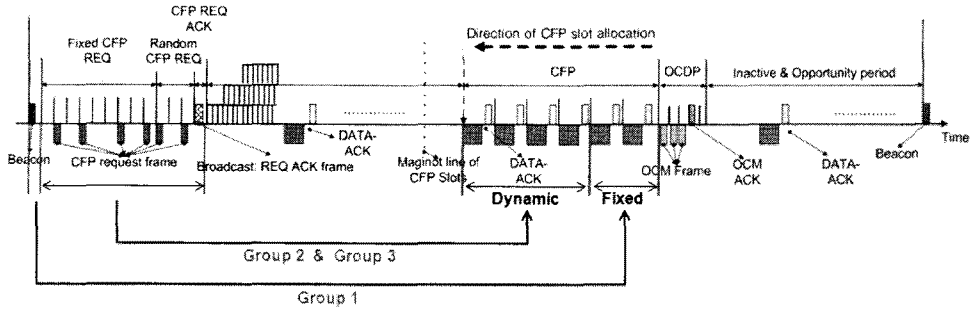 CFP REQ
ACK
Fixed CFP
REQ
Random
CFP REQ
Direction of CFP slot allocation
CFP
OCDP
Inactive & Opportunity period
Time
Beacon
CFP request frame
Broadcast: REQ ACK frame
DATA-
ACK
Maginot line of
CFP Slots
DATA-
ACK
OCM Frame
OCM
ACK
DATA-
ACK
Beacon
Dynamic
Fixed
Group 2 & Group 3
Group 1